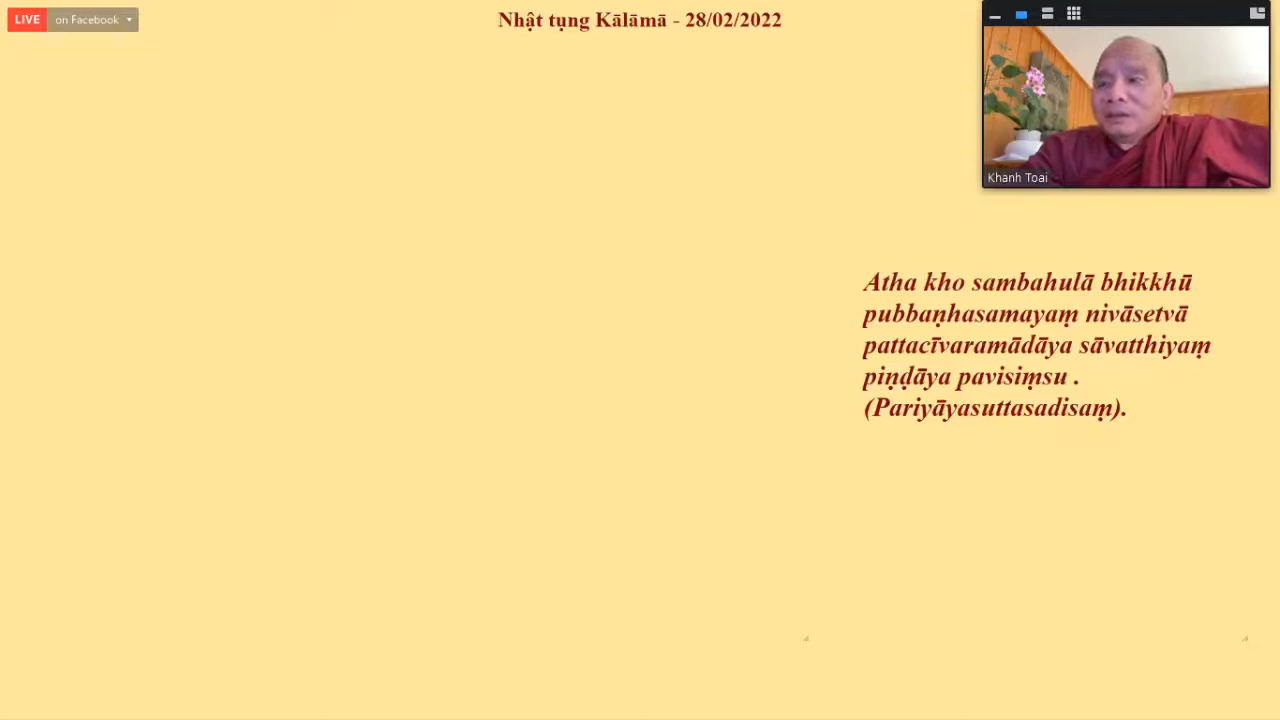 LIVE on Facebook
Nhật tụng Kālāmā - 28/02/2022
Khanh Toai
Atha kho sambahulā bhikkhū
pubbaṇhasamayaṃ nivāsetvā
pattacīvaramādāya sāvatthiyaṃ
piṇḍāya pavisiṃsu .
(Pariyāyasuttasadisaṃ).